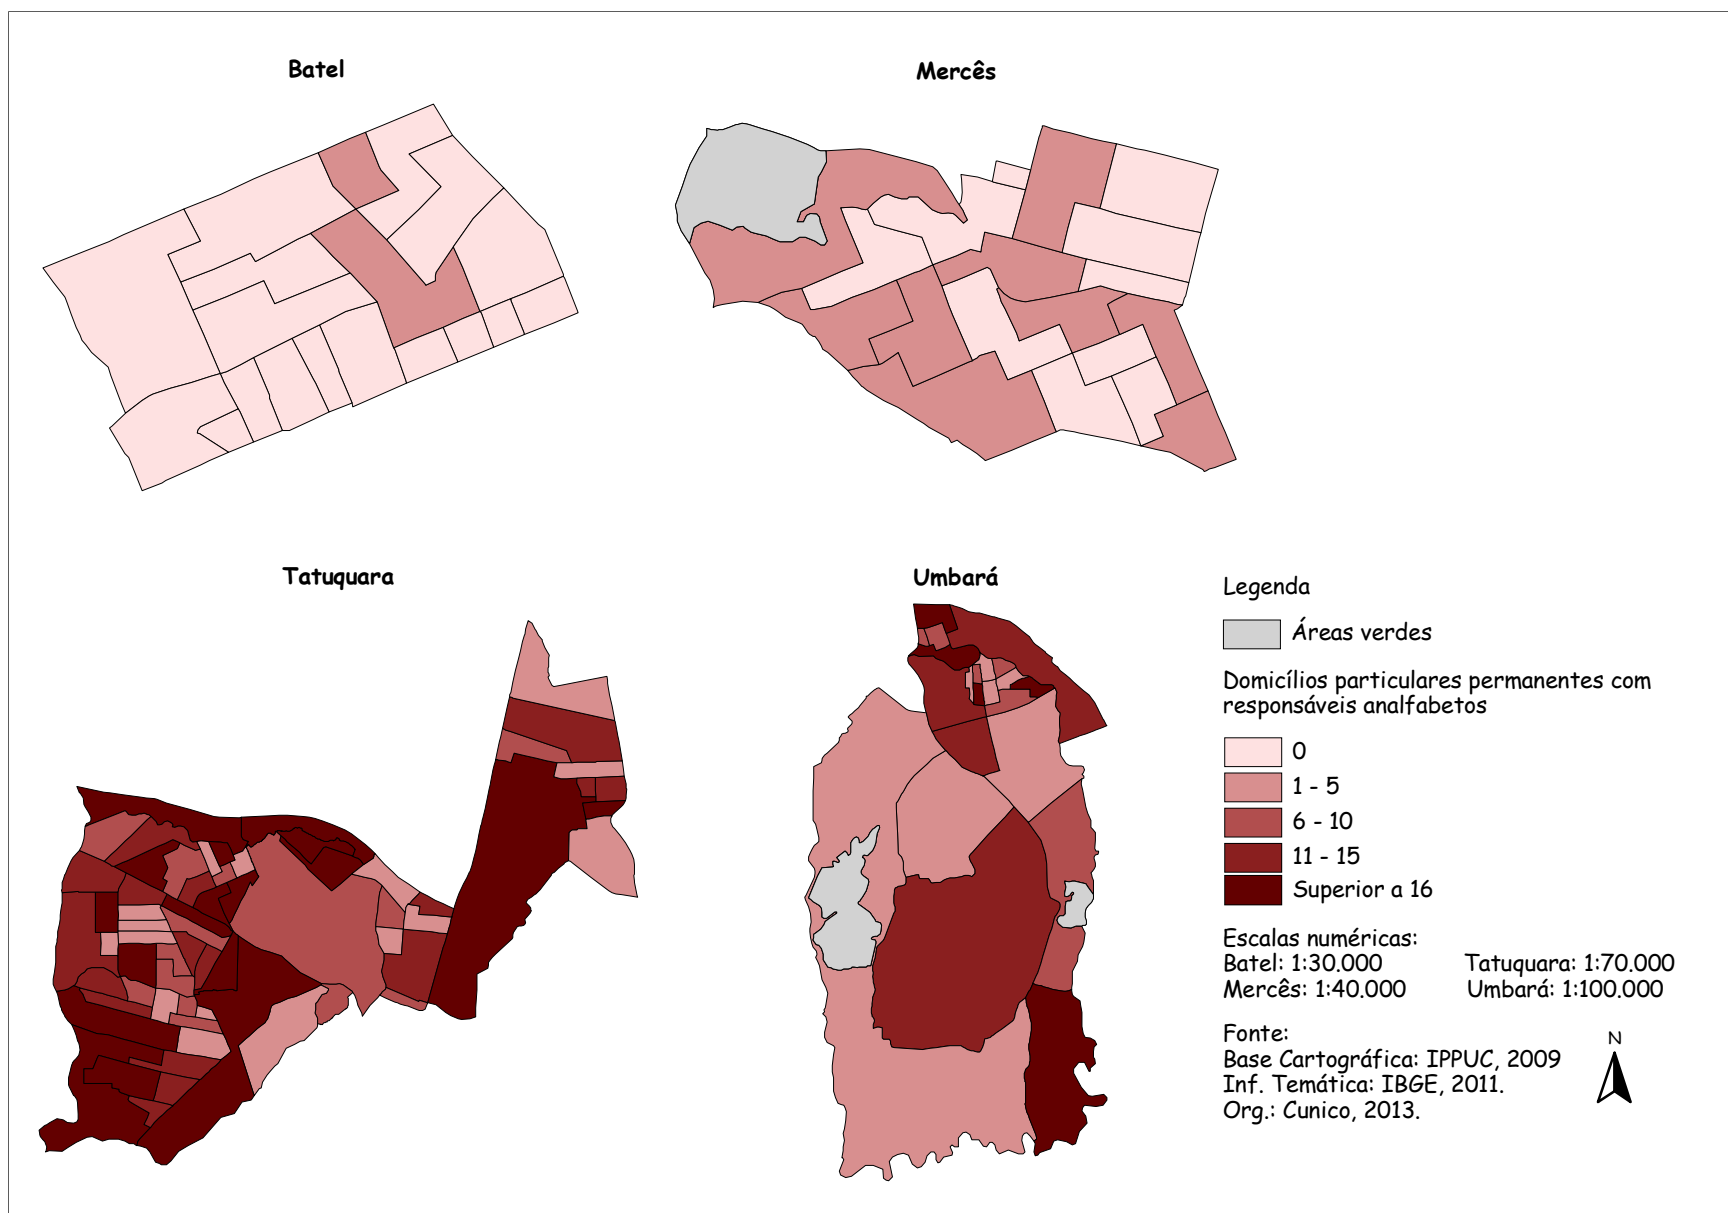 Batel
Mercês
Tatuquara
Umbará
Legenda
Áreas verdes
Domicílios particulares permanentes com
responsáveis analfabetos
0
1 - 5
6 - 10
11 - 15
Superior a 16
Escalas numéricas:
Batel: 1:30.000 Tatuquara: 1:70.000
Mercês: 1:40.000 Umbará: 1:100.000
Fonte:
Base Cartográfica: IPPUC, 2009
Inf. Temática: IBGE, 2011.
Org.: Cunico, 2013.
N